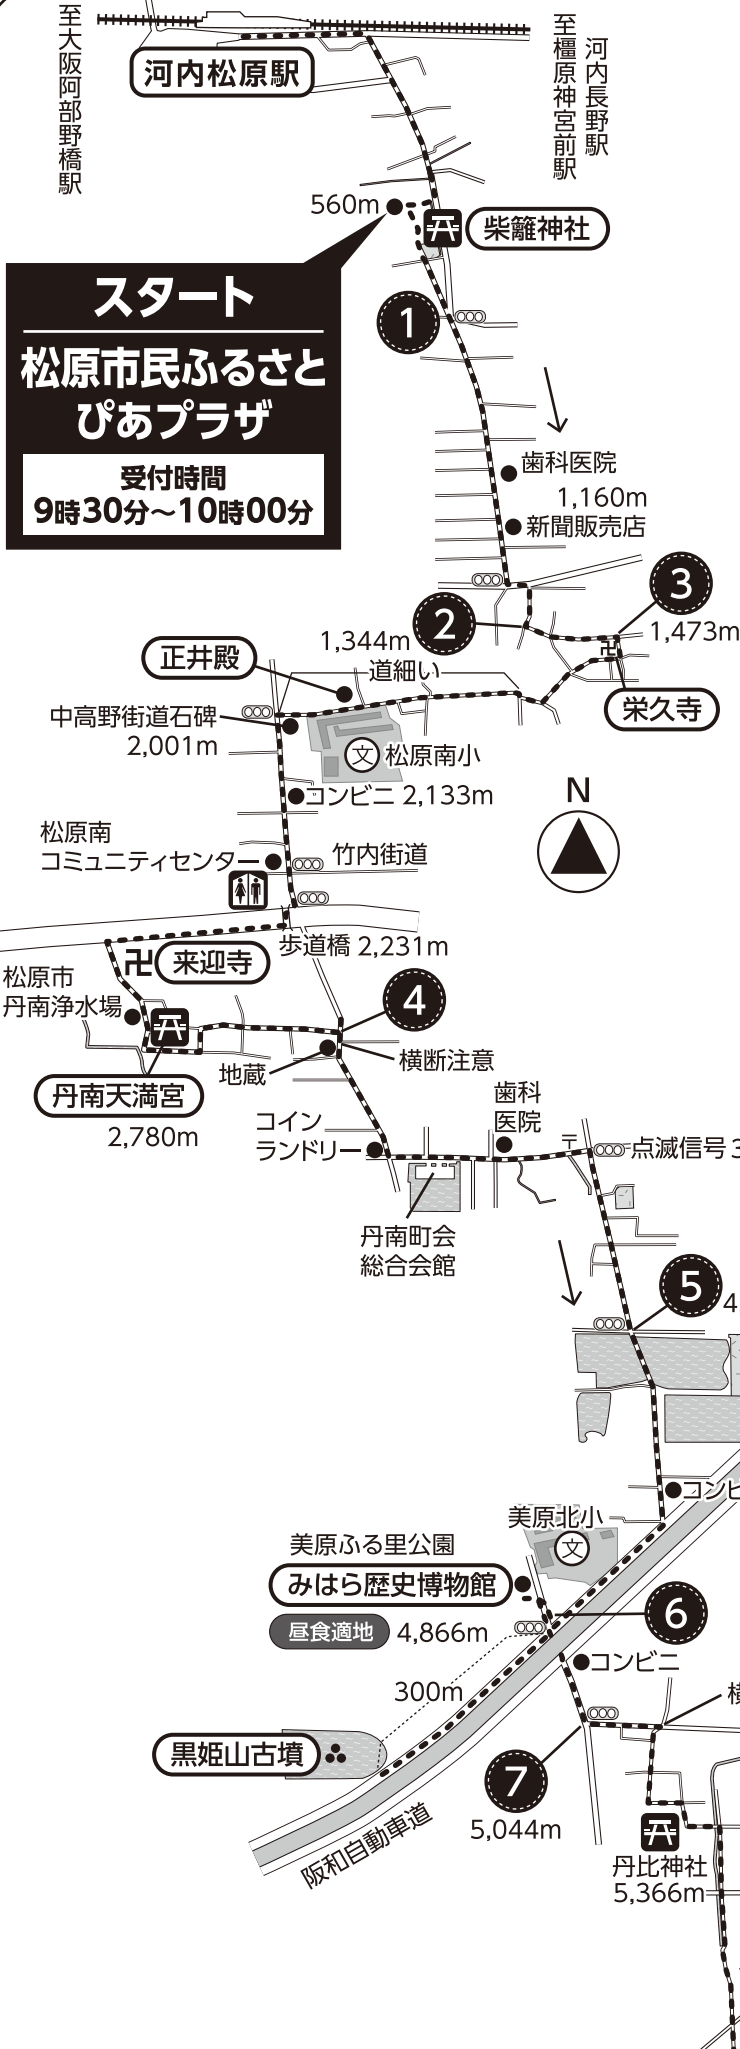 至大阪阿部野橋駅
河内松原駅
河内長野駅
至橿原神宮前駅
560m
柴籬神社
スタート
松原市民ふるさと
ぴあプラザ
受付時間
9時30分〜10時00分
1
歯科医院
1,160m
新聞販売店
3
2
1,473m
卍
栄久寺
1,344m
正井殿
道細い
中高野街道石碑
2,001m
文
松原南小
コンビニ 2,133m
N
松原南
コミュニティセンター
竹内街道
歩道橋 2,231m
卍
来迎寺
松原市
丹南浄水場
4
地蔵
横断注意
丹南天満宮
2,780m
コイン
ランドリー
歯科
医院
〒
点滅信号 3
丹南町会
総合会館
5
4
コンビ
美原北小
文
美原ふる里公園
みはら歴史博物館
昼食適地
4,866m
6
コンビニ
300m
横
黒姫山古墳
7
5,044m
阪和自動車道
丹比神社
5,366m